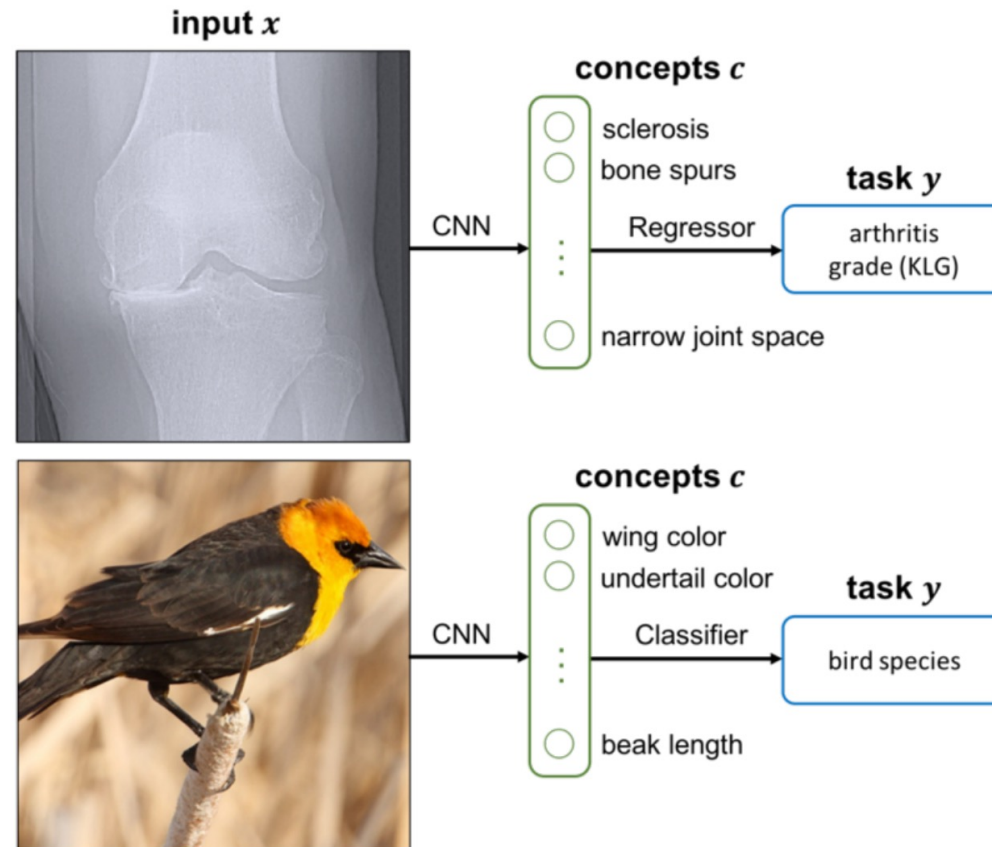 input x
concepts c
sclerosis
bone spurs
narrow joint space
CNN
Regressor
task y
arthritis
grade (KLG)
concepts c
wing color
undertail color
beak length
CNN
Classifier
task y
bird species